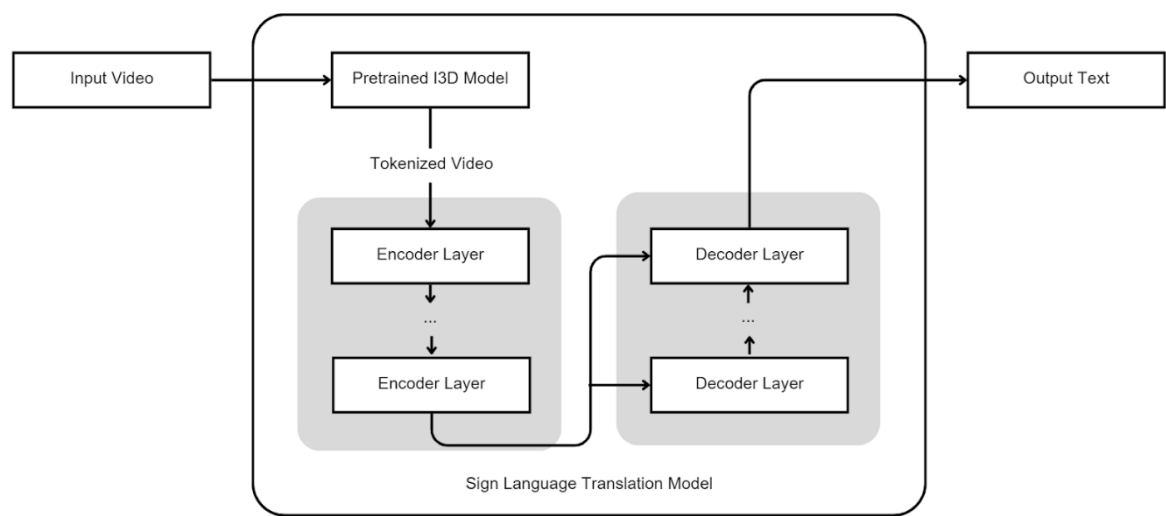 Input Video
Pretrained I3D Model
Output Text
Tokenized Video
Encoder Layer
...
Encoder Layer
Decoder Layer
...
Decoder Layer
Sign Language Translation Model